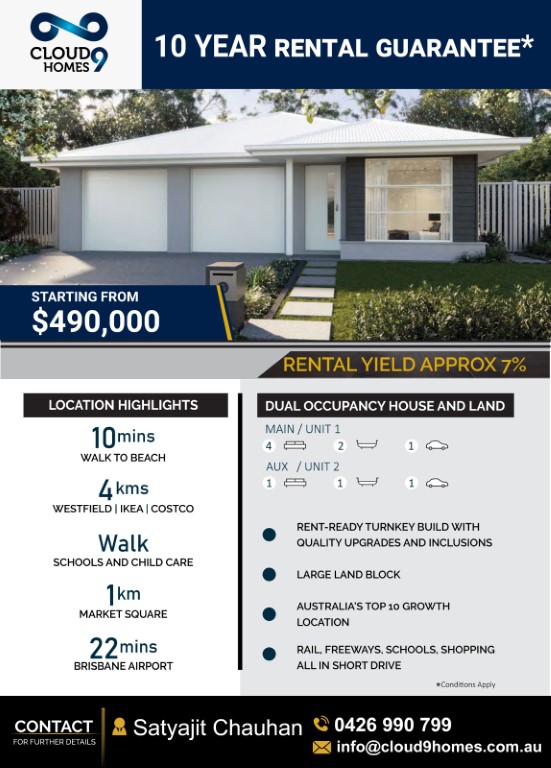 CLOUD9
HOMES
10 YEAR RENTAL GUARANTEE*
STARTING FROM
$490,000
RENTAL YIELD APPROX 7%
LOCATION HIGHLIGHTS
10mins
WALK TO BEACH
4kms
WESTFIELD | IKEA | COSTCO
Walk
SCHOOLS AND CHILD CARE
1km
MARKET SQUARE
22mins
BRISBANE AIRPORT
DUAL OCCUPANCY HOUSE AND LAND
MAIN / UNIT 1
4 2 1
AUX / UNIT 2
1 1 1
RENT-READY TURNKEY BUILD WITH
QUALITY UPGRADES AND INCLUSIONS
LARGE LAND BLOCK
AUSTRALIA'S TOP 10 GROWTH
LOCATION
RAIL, FREEWAYS, SCHOOLS, SHOPPING
ALL IN SHORT DRIVE
*Conditions Apply
CONTACT
FOR FURTHER DETAILS
Satyajit Chauhan
0426 990 799
info@cloud9homes.com.au